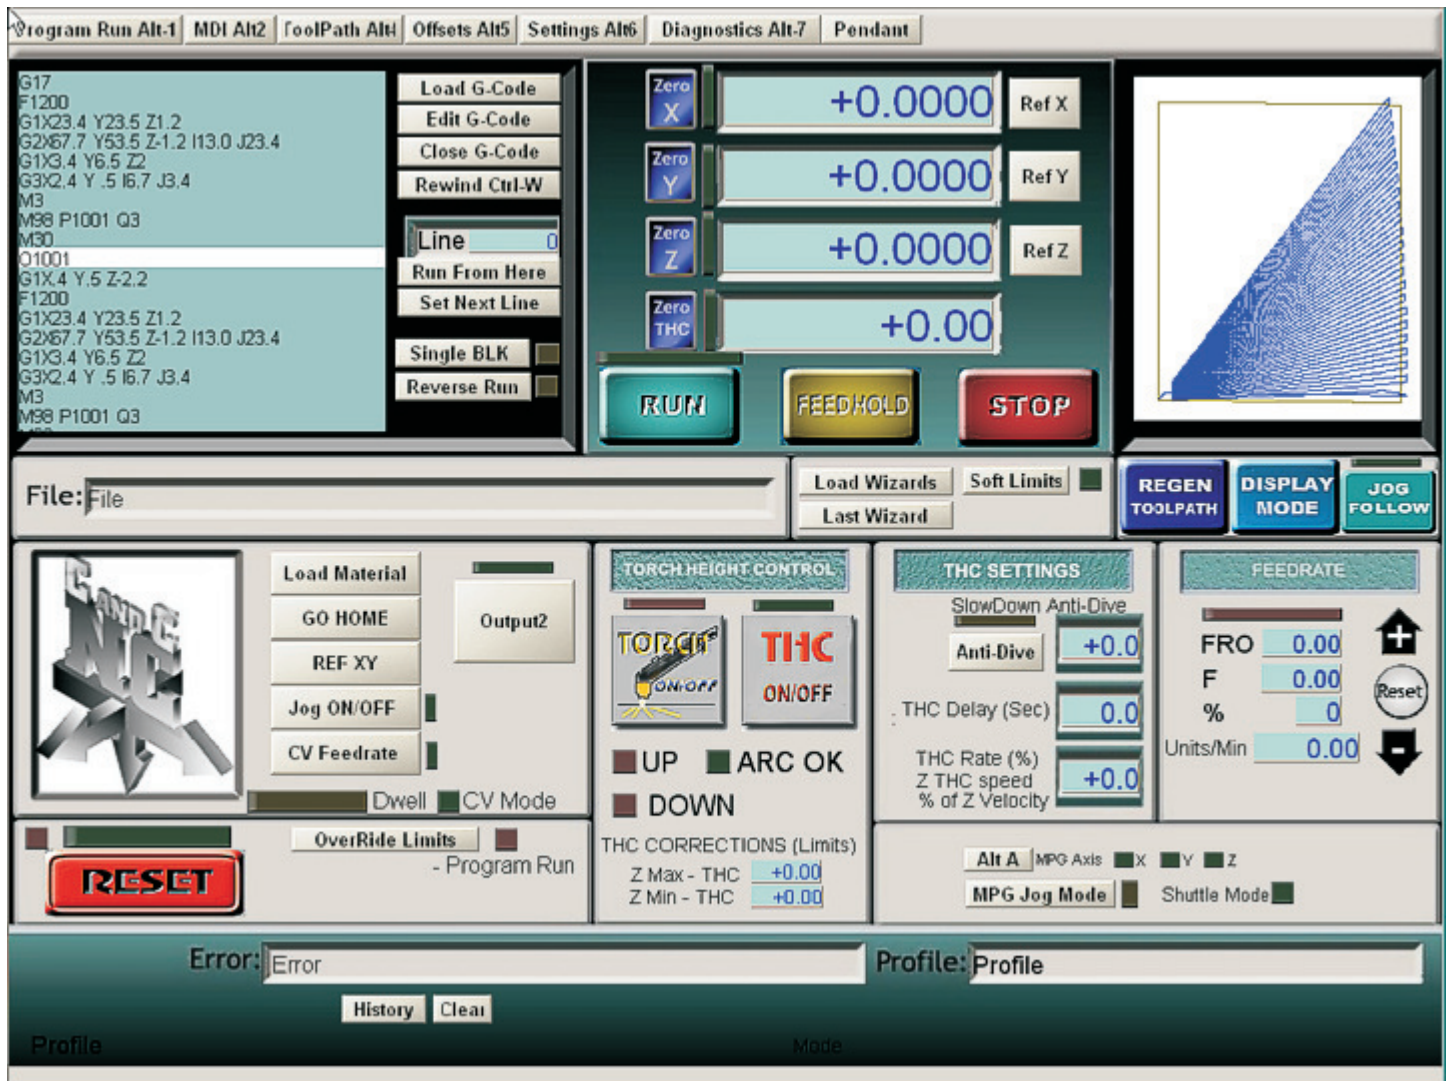 Program Run Alt-1 MDI Alt2 ToolPath Alt4 Offsets Alt5 Settings Alt6 Diagnostics Alt-7 Pendant
G17
F1200
G1X23.4 Y23.5 Z1.2
G2X67.7 Y53.5 Z-1.2 I13.0 J23.4
G1X3.4 Y6.5 Z2
G3X2.4 Y .5 I6.7 J3.4
M3
M98 P1001 Q3
M30
O1001
G1X.4 Y.5 Z-2.2
F1200
G1X23.4 Y23.5 Z1.2
G2X67.7 Y53.5 Z-1.2 I13.0 J23.4
G1X3.4 Y6.5 Z2
G3X2.4 Y .5 I6.7 J3.4
M3
M98 P1001 Q3
Load G-Code
Edit G-Code
Close G-Code
Rewind Ctrl-W
Line 0
Run From Here
Set Next Line
Single BLK
Reverse Run
Zero X +0.0000 Ref X
Zero Y +0.0000 Ref Y
Zero Z +0.0000 Ref Z
Zero THC +0.00
RUN FEEDHOLD STOP
File: File
Load Wizards Soft Limits
Last Wizard
REGEN TOOLPATH
DISPLAY MODE
JOG FOLLOW
C AND C NC
Load Material
GO HOME
REF XY
Jog ON/OFF
CV Feedrate
Output2
Dwell CV Mode
OverRide Limits
- Program Run
RESET
TORCH HEIGHT CONTROL
TORCH ON/OFF
THC ON/OFF
UP ARC OK
DOWN
THC CORRECTIONS (Limits)
Z Max - THC +0.00
Z Min - THC +0.00
THC SETTINGS
SlowDown Anti-Dive
Anti-Dive +0.0
THC Delay (Sec) 0.0
THC Rate (%)
Z THC speed +0.0
% of Z Velocity
FEEDRATE
FRO 0.00
F 0.00
% 0
Units/Min 0.00
+
Reset
-
Alt A MPG Axis X Y Z
MPG Jog Mode Shuttle Mode
Error: Error
Profile: Profile
History Clear
Profile Mode